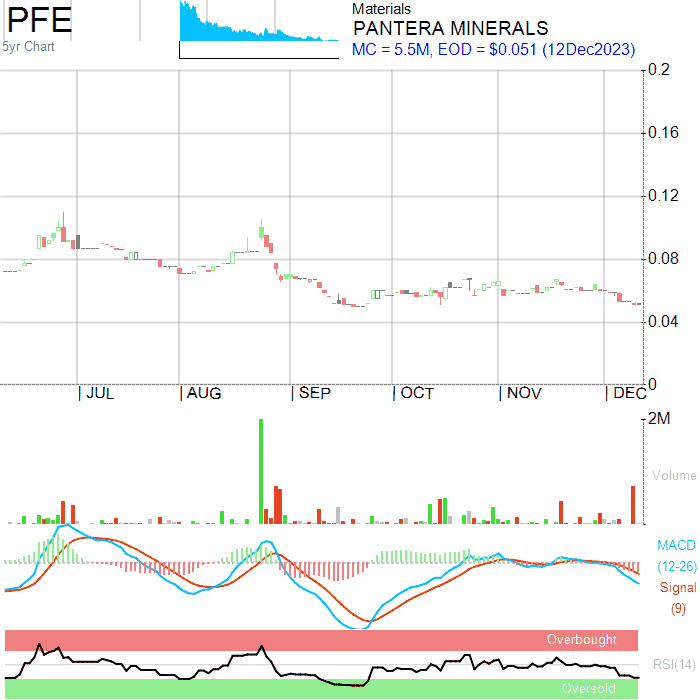 PFE
5yr Chart
Materials
PANTERA MINERALS
MC = 5.5M, EOD = $0.051 (12Dec2023)
0.2
0.16
0.12
0.08
0.04
0
| JUL | AUG | SEP | OCT | NOV | DEC
2M
Volume
MACD
(12-26)
Signal
(9)
Overbought
RSI(14)
Oversold